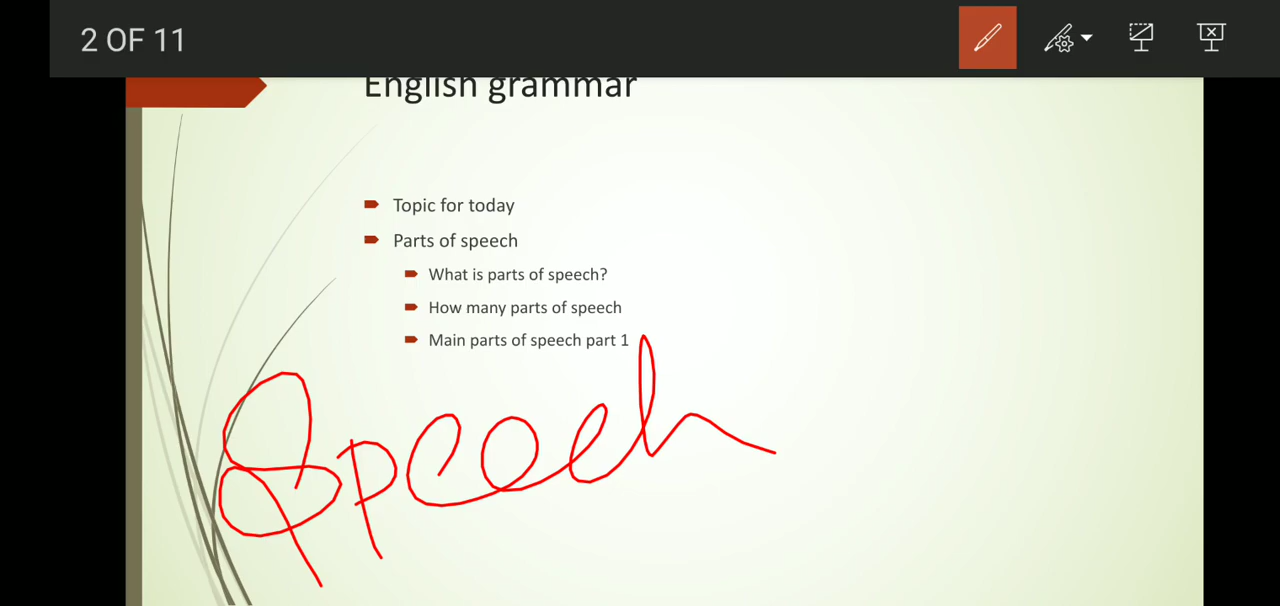 2 OF 11
English grammar
Topic for today
Parts of speech
What is parts of speech?
How many parts of speech
Main parts of speech part 1
Speech